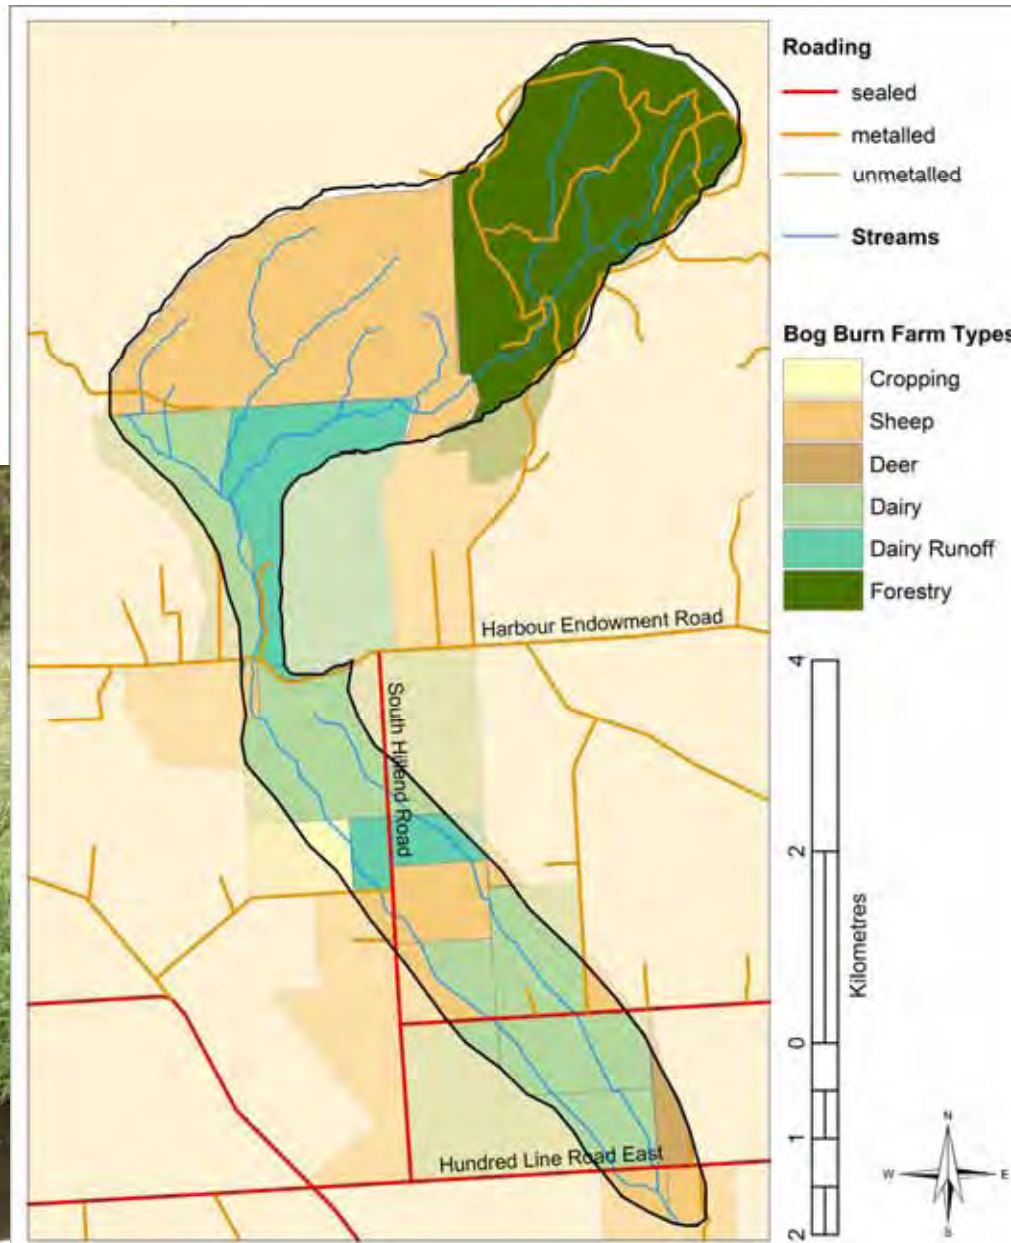 Roading
sealed
metalled
unmetalled
Streams
Bog Burn Farm Types
Cropping
Sheep
Deer
Dairy
Dairy Runoff
Forestry
Harbour Endowment Road
South Hillend Road
Hundred Line Road East
4
2
0
1
2
Kilometres
N
W
E
S